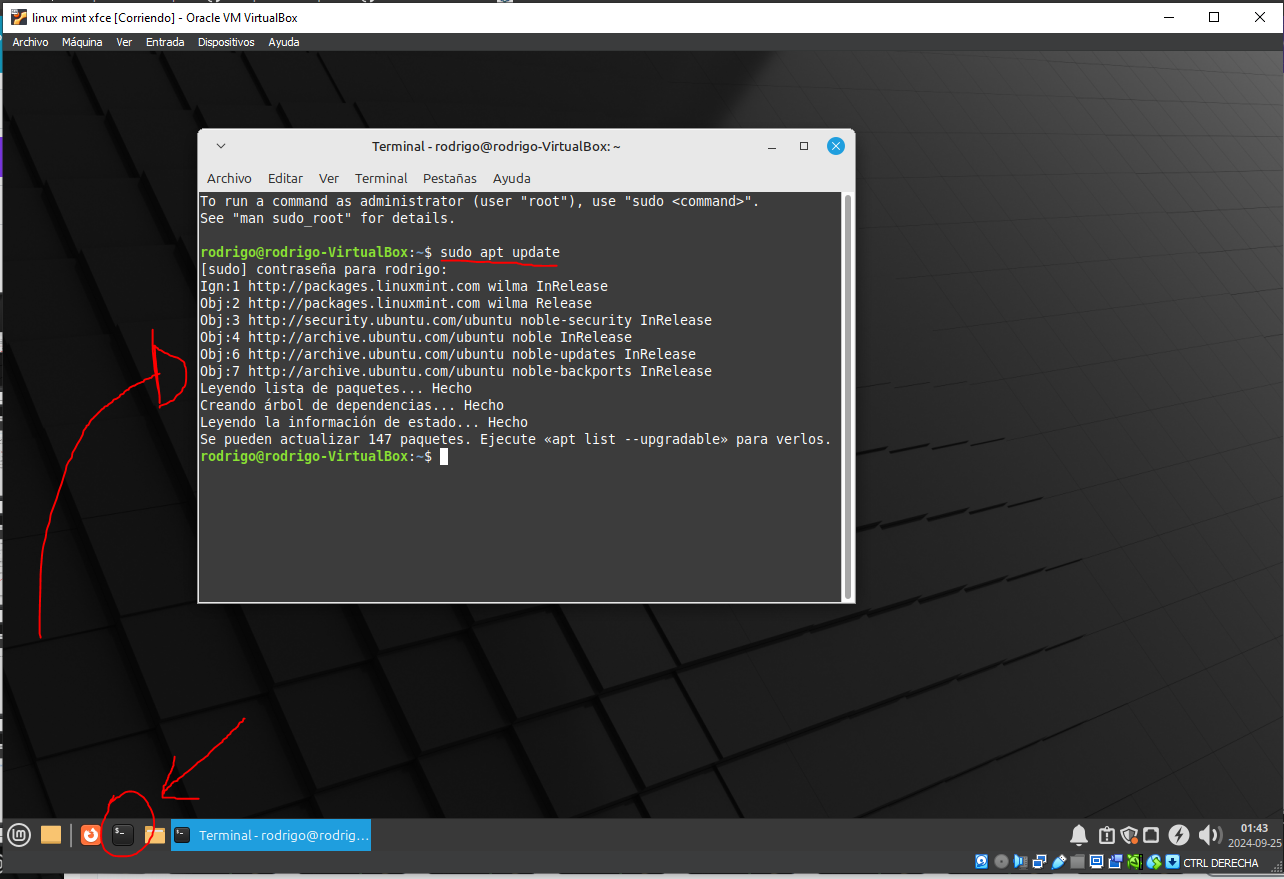 linux mint xfce [Corriendo] - Oracle VM VirtualBox
Archivo Máquina Ver Entrada Dispositivos Ayuda
Terminal - rodrigo@rodrigo-VirtualBox: ~
Archivo Editar Ver Terminal Pestañas Ayuda
To run a command as administrator (user "root"), use "sudo <command>".
See "man sudo_root" for details.
rodrigo@rodrigo-VirtualBox:~$ sudo apt update
[sudo] contraseña para rodrigo:
Ign:1 http://packages.linuxmint.com wilma InRelease
Obj:2 http://packages.linuxmint.com wilma Release
Obj:3 http://security.ubuntu.com/ubuntu noble-security InRelease
Obj:4 http://archive.ubuntu.com/ubuntu noble InRelease
Obj:6 http://archive.ubuntu.com/ubuntu noble-updates InRelease
Obj:7 http://archive.ubuntu.com/ubuntu noble-backports InRelease
Leyendo lista de paquetes... Hecho
Creando árbol de dependencias... Hecho
Leyendo la información de estado... Hecho
Se pueden actualizar 147 paquetes. Ejecute «apt list --upgradable» para verlos.
rodrigo@rodrigo-VirtualBox:~$
Terminal - rodrigo@rodrig...
01:43
2024-09-25
CTRL DERECHA